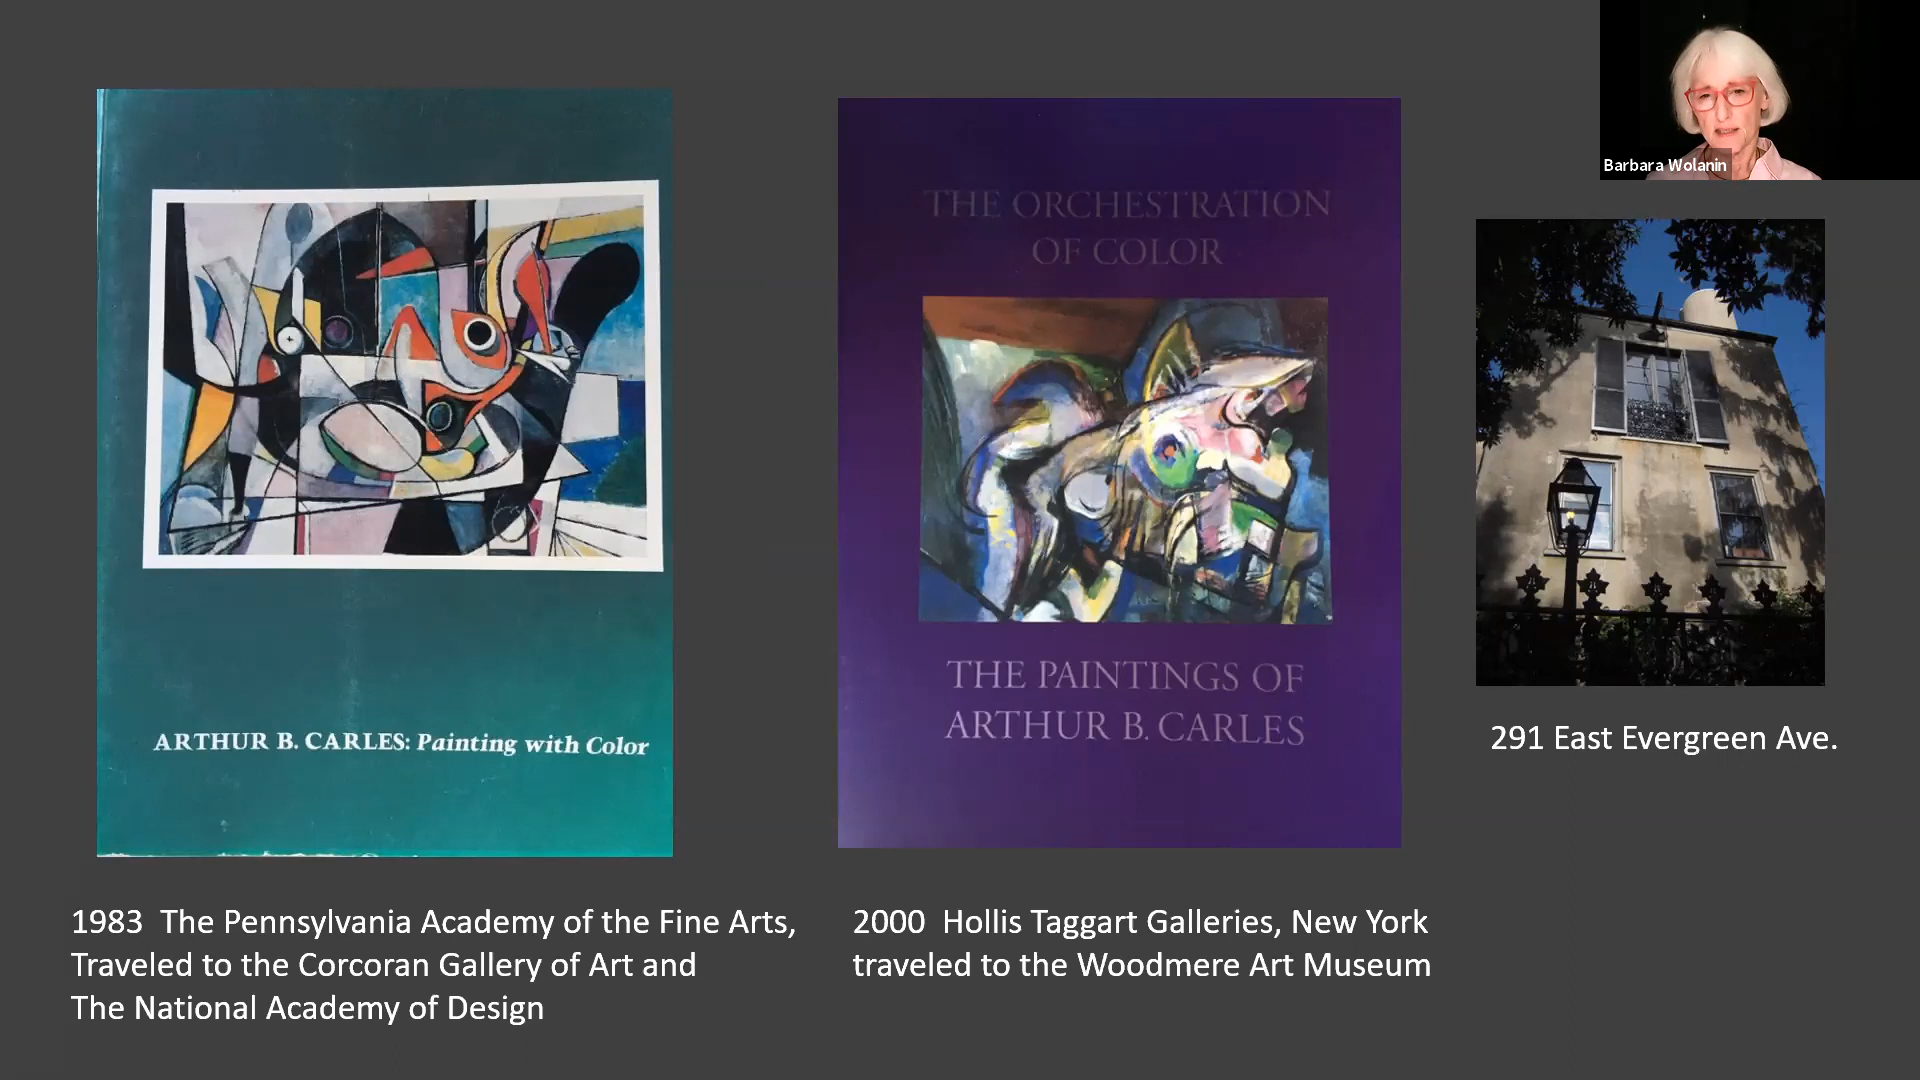 Barbara Wolanin
ARTHUR B. CARLES: Painting with Color
THE ORCHESTRATION
OF COLOR
THE PAINTINGS OF
ARTHUR B. CARLES
291 East Evergreen Ave.
1983  The Pennsylvania Academy of the Fine Arts,
Traveled to the Corcoran Gallery of Art and
The National Academy of Design
2000  Hollis Taggart Galleries, New York
traveled to the Woodmere Art Museum